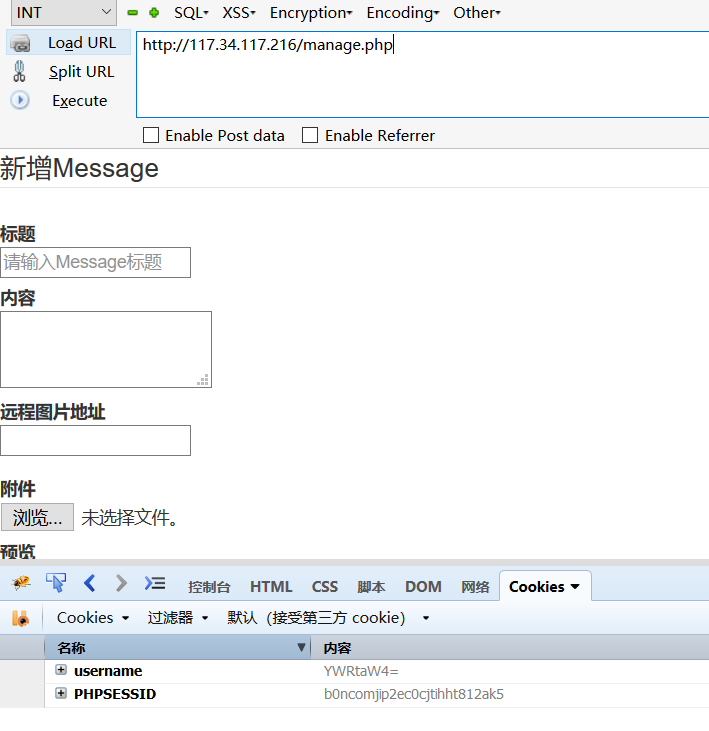 INT SQL XSS Encryption Encoding Other
Load URL http://117.34.117.216/manage.php
Split URL
Execute
Enable Post data Enable Referrer
新增Message
标题
请输入Message标题
内容
远程图片地址
附件
浏览... 未选择文件。
预览
控制台 HTML CSS 脚本 DOM 网络 Cookies
Cookies 过滤器 默认（接受第三方 cookie）
名称 内容
username YWRtaW4=
PHPSESSID b0ncomjip2ec0cjtihht812ak5